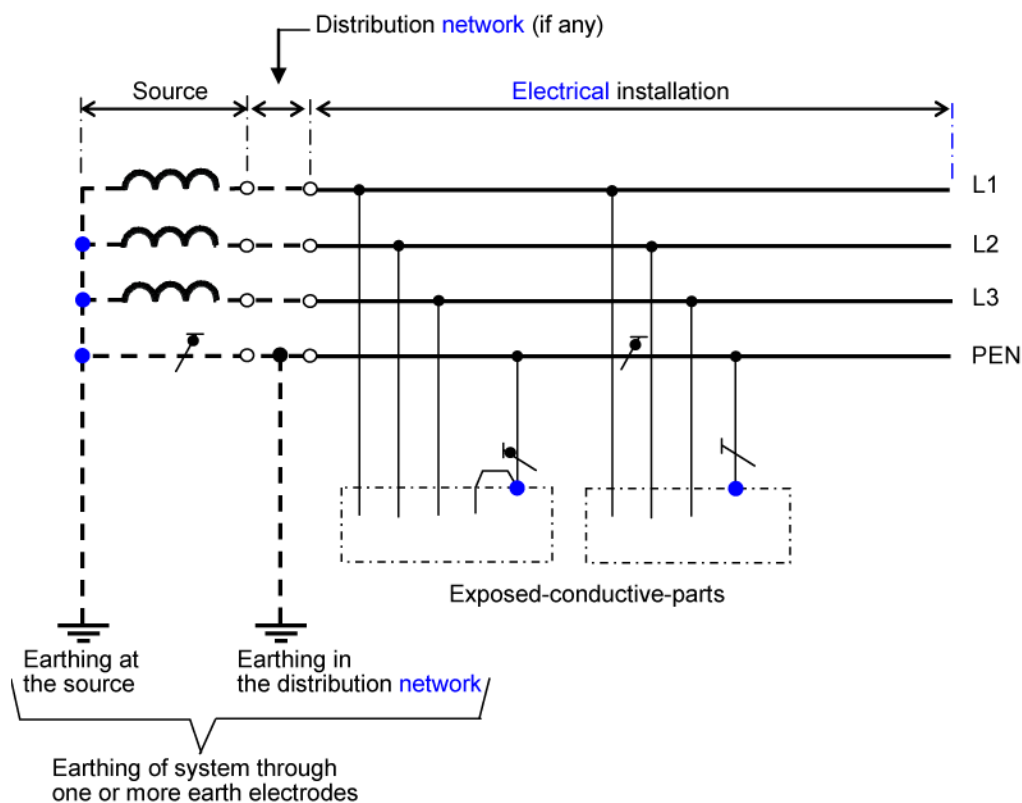 Distribution network (if any)
Source
Electrical installation
L1
L2
L3
PEN
Exposed-conductive-parts
Earthing at
the source
Earthing in
the distribution network
Earthing of system through
one or more earth electrodes